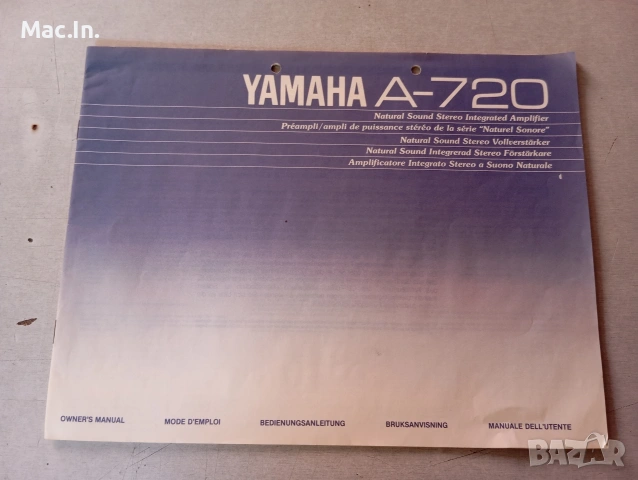 Mac.In.
YAMAHA A-720
Natural Sound Stereo Integrated Amplifier
Préampli/ampli de puissance stéréo de la série "Naturel Sonore"
Natural Sound Stereo Vollverstärker
Natural Sound Integrerad Stereo Förstärkare
Amplificatore Integrato Stereo a Suono Naturale
OWNER'S MANUAL MODE D'EMPLOI BEDIENUNGSANLEITUNG BRUKSANVISNING MANUALE DELL'UTENTE
BAZAR